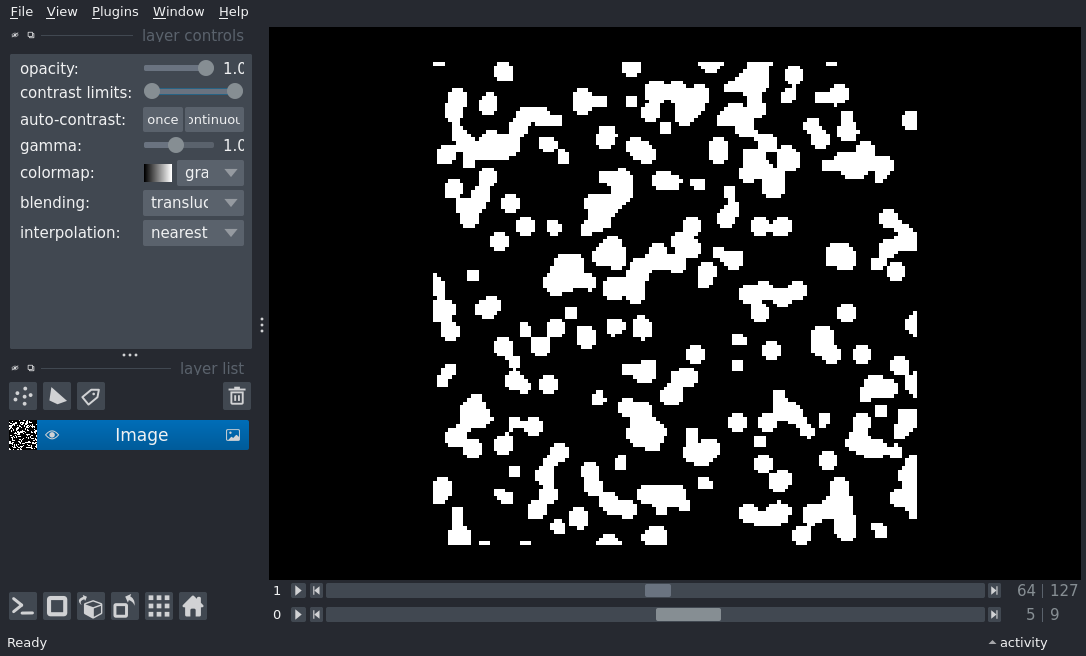 File View Plugins Window Help
layer controls
opacity: 1.0
contrast limits:
auto-contrast: once ontinuou
gamma: 1.0
colormap: gra
blending: transluc
interpolation: nearest
layer list
Image
1 64 | 127
0 5 | 9
Ready activity